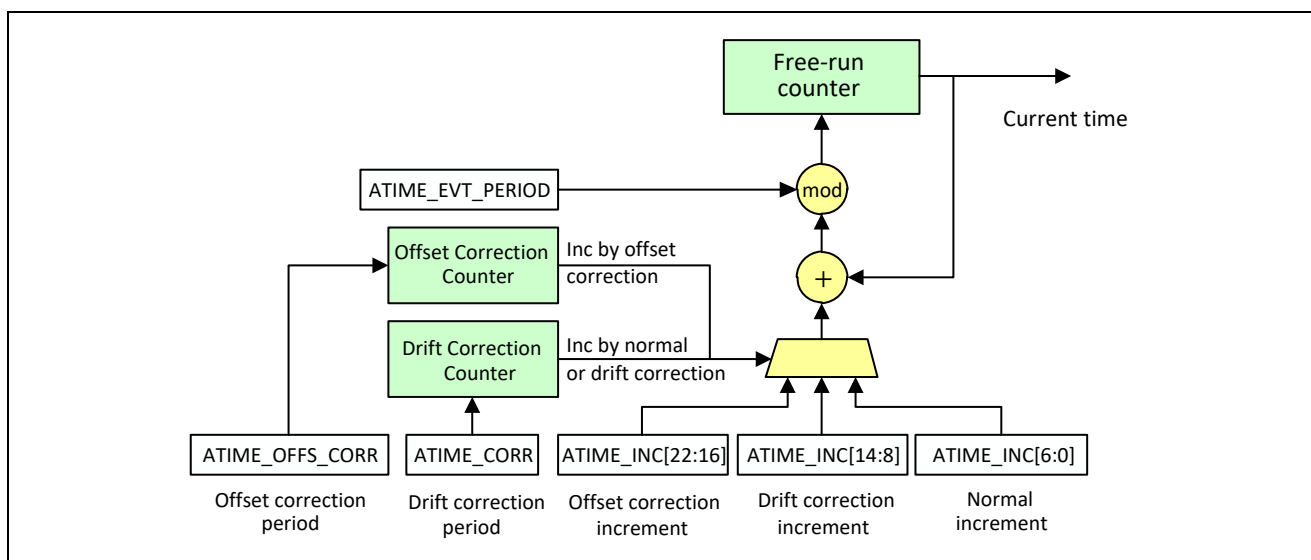 Free-run
counter
Current time
ATIME_EVT_PERIOD
mod
Offset Correction
Counter
Inc by offset
correction
+
Drift Correction
Counter
Inc by normal
or drift correction
ATIME_OFFS_CORR
ATIME_CORR
ATIME_INC[22:16]
ATIME_INC[14:8]
ATIME_INC[6:0]
Offset correction
period
Drift correction
period
Offset correction
increment
Drift correction
increment
Normal
increment